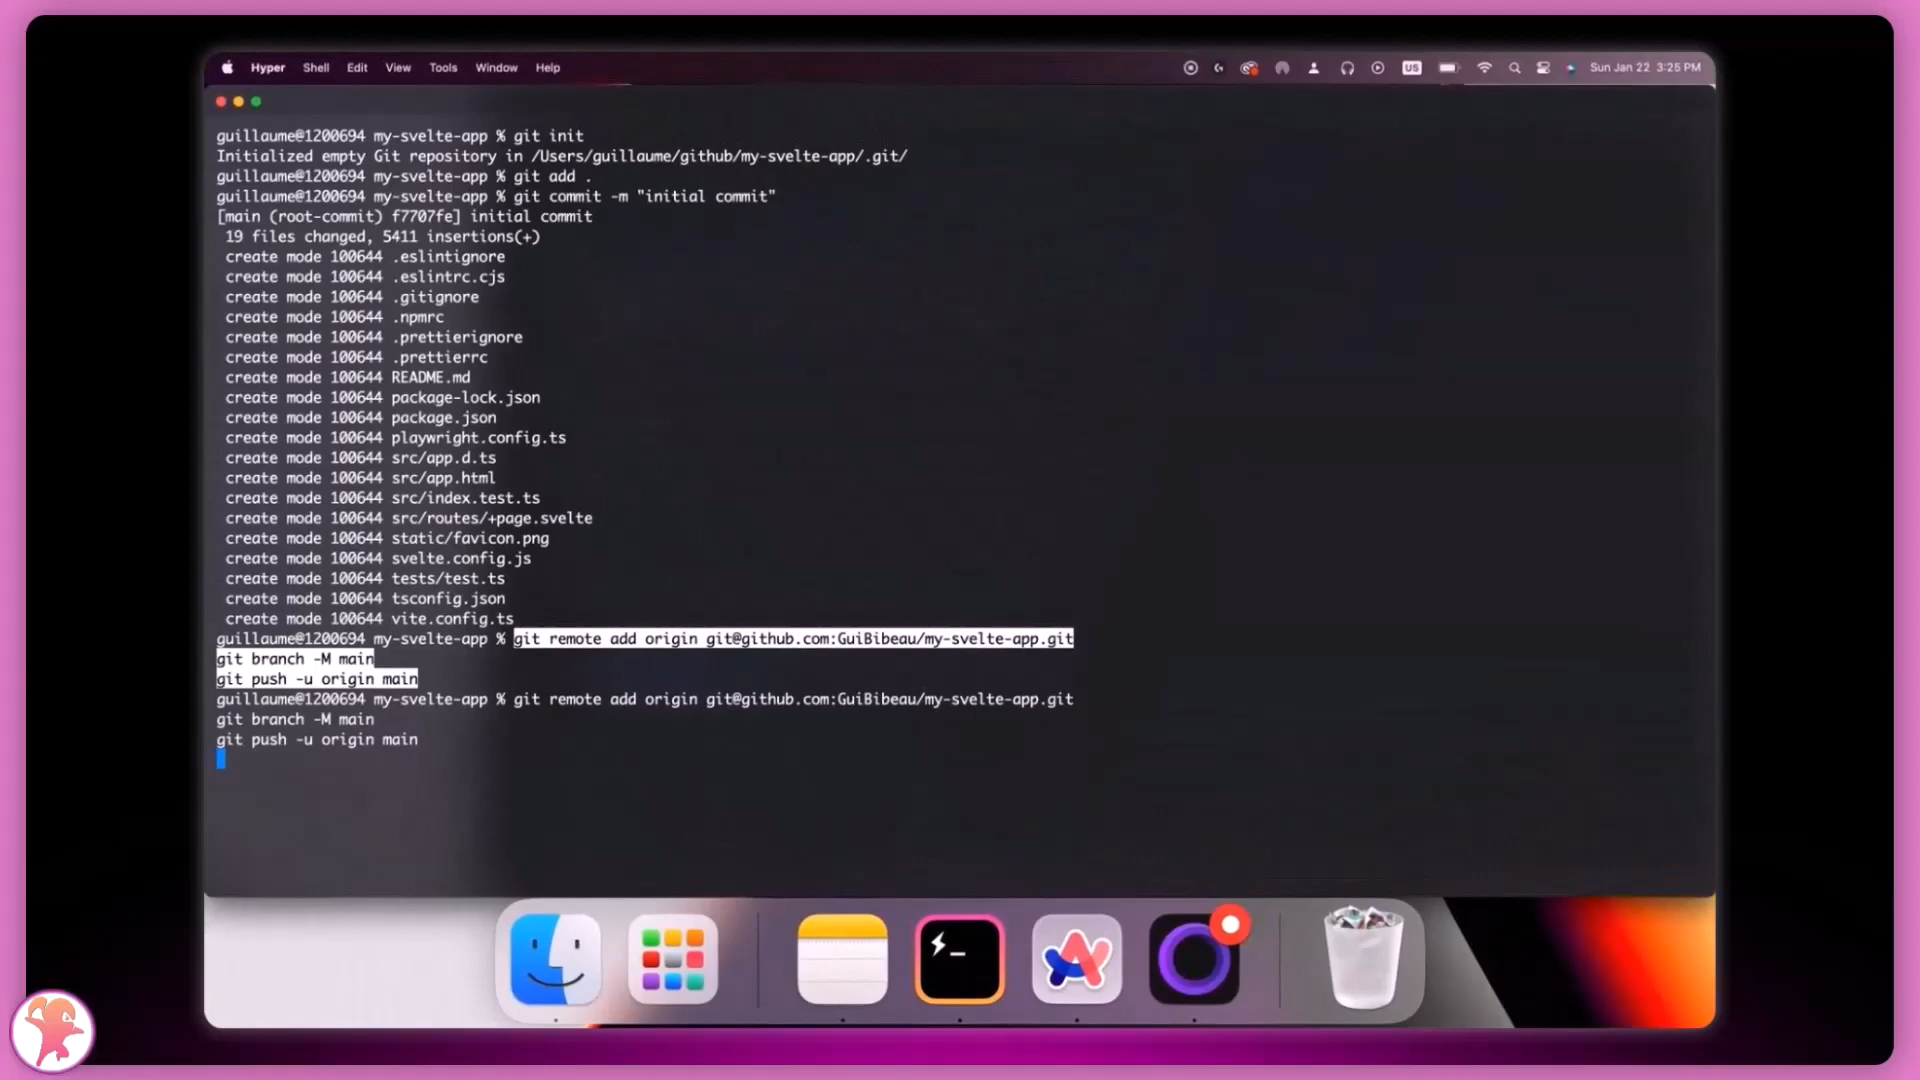 Hyper Shell Edit View Tools Window Help US Sun Jan 22 3:25 PM
guillaume@1200694 my-svelte-app % git init
Initialized empty Git repository in /Users/guillaume/github/my-svelte-app/.git/
guillaume@1200694 my-svelte-app % git add .
guillaume@1200694 my-svelte-app % git commit -m "initial commit"
[main (root-commit) f7707fe] initial commit
19 files changed, 5411 insertions(+)
create mode 100644 .eslintignore
create mode 100644 .eslintrc.cjs
create mode 100644 .gitignore
create mode 100644 .npmrc
create mode 100644 .prettierignore
create mode 100644 .prettierrc
create mode 100644 README.md
create mode 100644 package-lock.json
create mode 100644 package.json
create mode 100644 playwright.config.ts
create mode 100644 src/app.d.ts
create mode 100644 src/app.html
create mode 100644 src/index.test.ts
create mode 100644 src/routes/+page.svelte
create mode 100644 static/favicon.png
create mode 100644 svelte.config.js
create mode 100644 tests/test.ts
create mode 100644 tsconfig.json
create mode 100644 vite.config.ts
guillaume@1200694 my-svelte-app % git remote add origin git@github.com:GuiBibeau/my-svelte-app.git
git branch -M main
git push -u origin main
guillaume@1200694 my-svelte-app % git remote add origin git@github.com:GuiBibeau/my-svelte-app.git
git branch -M main
git push -u origin main